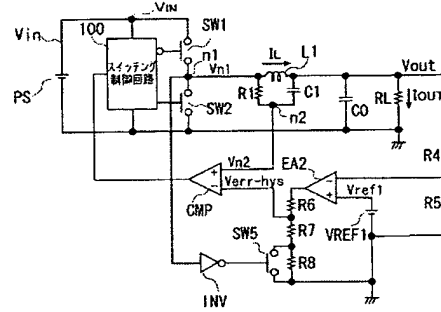 VIN
Vin
100
スイッチング
制御回路
SW1
n1
Vn1
IL
L1
R1
C1
n2
Vout
CO
RL
IOUT
PS
SW2
Vn2
EA2
R4
Verr-hys
CMP
R6
Vref1
R5
R7
VREF1
SW5
R8
INV